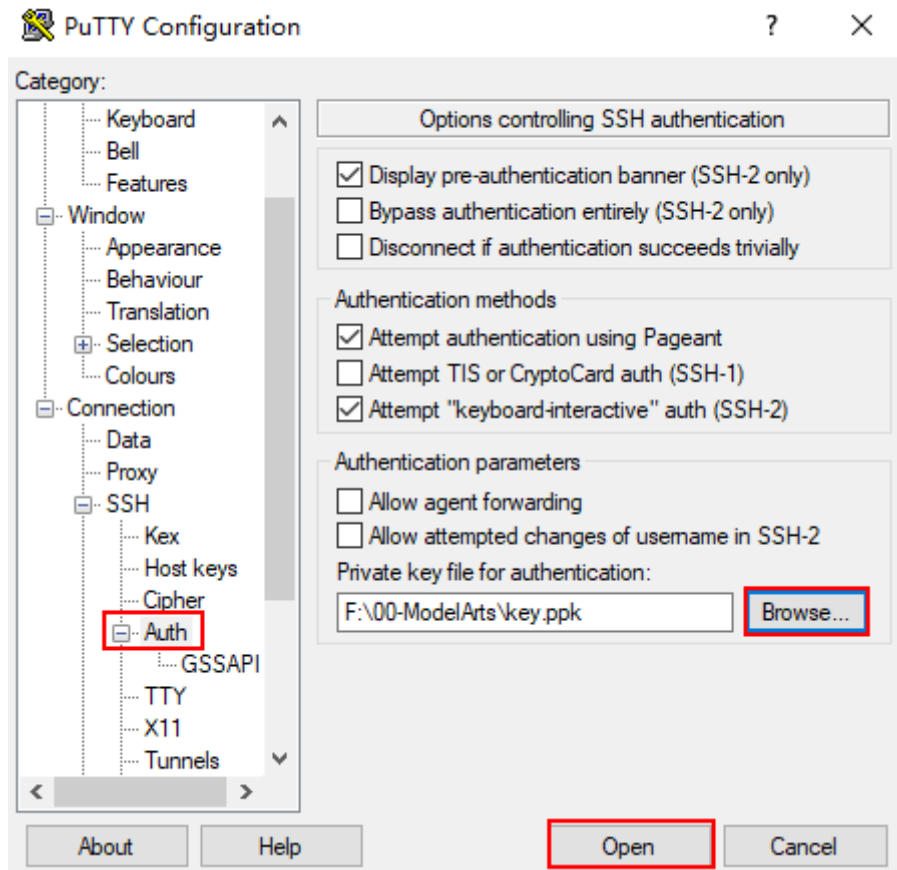 PuTTY Configuration
?
Category:
Keyboard
Bell
Features
Window
Appearance
Behaviour
Translation
Selection
Colours
Connection
Data
Proxy
SSH
Kex
Host keys
Cipher
Auth
GSSAPI
TTY
X11
Tunnels
Options controlling SSH authentication
Display pre-authentication banner (SSH-2 only)
Bypass authentication entirely (SSH-2 only)
Disconnect if authentication succeeds trivially
Authentication methods
Attempt authentication using Pageant
Attempt TIS or CryptoCard auth (SSH-1)
Attempt "keyboard-interactive" auth (SSH-2)
Authentication parameters
Allow agent forwarding
Allow attempted changes of username in SSH-2
Private key file for authentication:
F:\00-ModelArts\key.ppk
Browse...
About
Help
Open
Cancel